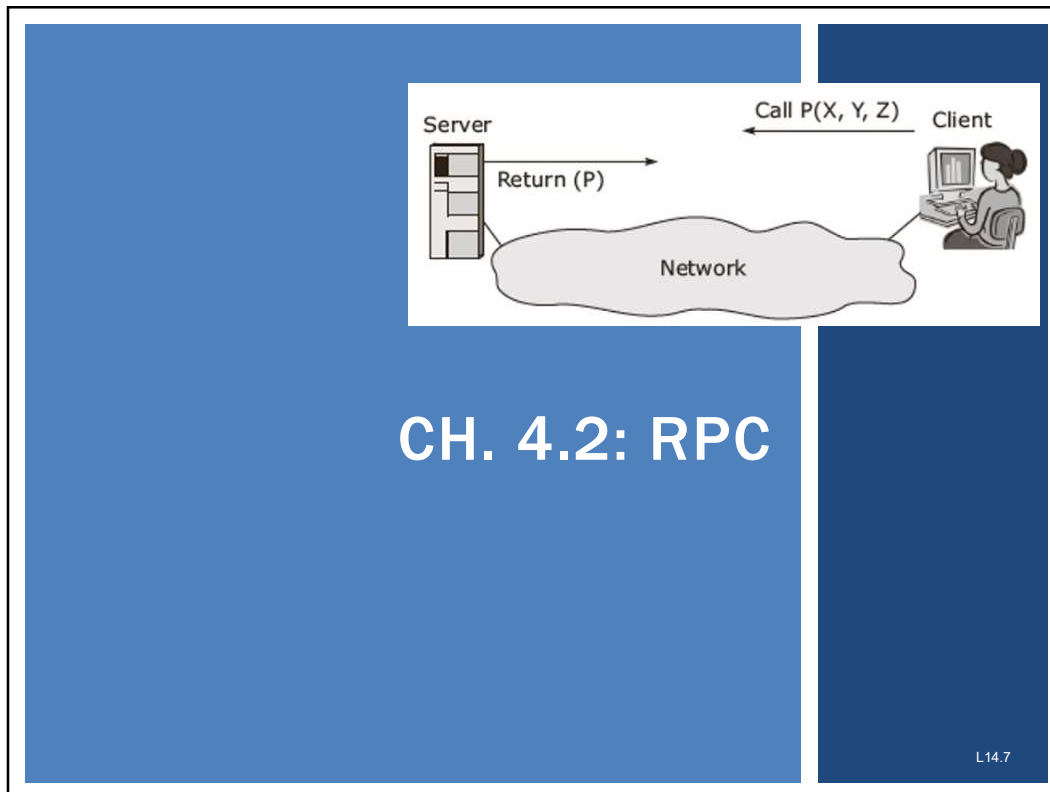 Call P(X, Y, Z)
Server
Client
Return (P)
Network
CH. 4.2: RPC
L14.7